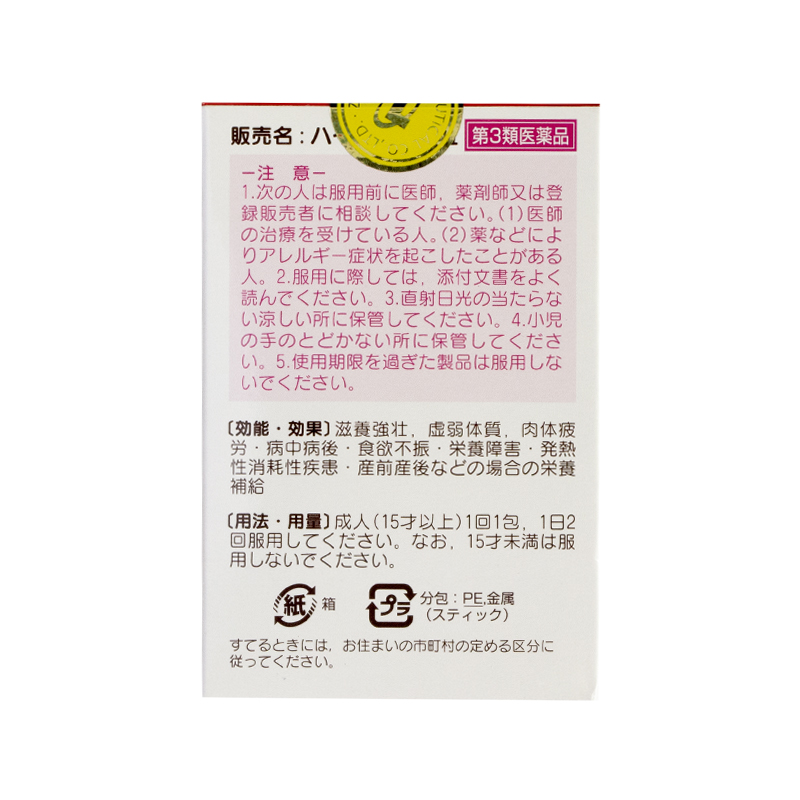 販売名:ハ
第3類医薬品
UTIC
CO.,LTD.
−注 意−
1.次の人は服用前に医師，薬剤師又は登
録販売者に相談してください。(1)医師
の治療を受けている人。(2)薬などによ
りアレルギー症状を起こしたことがある
人。2.服用に際しては，添付文書をよく
読んでください。3.直射日光の当たらな
い涼しい所に保管してください。4.小児
の手のとどかない所に保管してくださ
い。5.使用期限を過ぎた製品は服用しな
いでください。
〔効能・効果〕滋養強壮，虚弱体質，肉体疲
労・病中病後・食欲不振・栄養障害・発熱
性消耗性疾患・産前産後などの場合の栄養
補給
〔用法・用量〕成人(15才以上)1回1包，1日2
回服用してください。なお，15才未満は服
用しないでください。
紙 箱
プラ 分包：PE,金属
(スティック)
すてるときには，お住まいの市町村の定める区分に
従ってください。